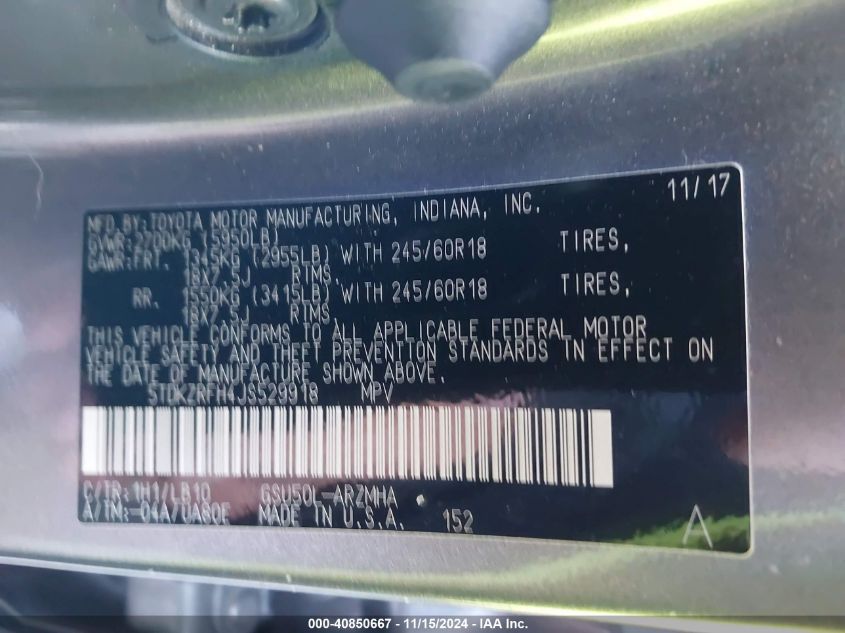 11/17
MFD.BY:TOYOTA MOTOR MANUFACTURING, INDIANA, INC.
GVWR:2700KG (5950LB)
GAWR:FRT. 1345KG (2955LB) WITH 245/60R18 TIRES,
18X7.5J RIMS
RR. 1550KG (3415LB) WITH 245/60R18 TIRES,
18X7.5J RIMS
THIS VEHICLE CONFORMS TO ALL APPLICABLE FEDERAL MOTOR
VEHICLE SAFETY AND THEFT PREVENTION STANDARDS IN EFFECT ON
THE DATE OF MANUFACTURE SHOWN ABOVE.
5TDKZRFH4JS529918 MPV
C/TR:1H1/LB10 GSU50L-ARZMHA
A/TM:-04A/UA80E MADE IN U.S.A. 152
A
000-40850667 - 11/15/2024 - IAA Inc.